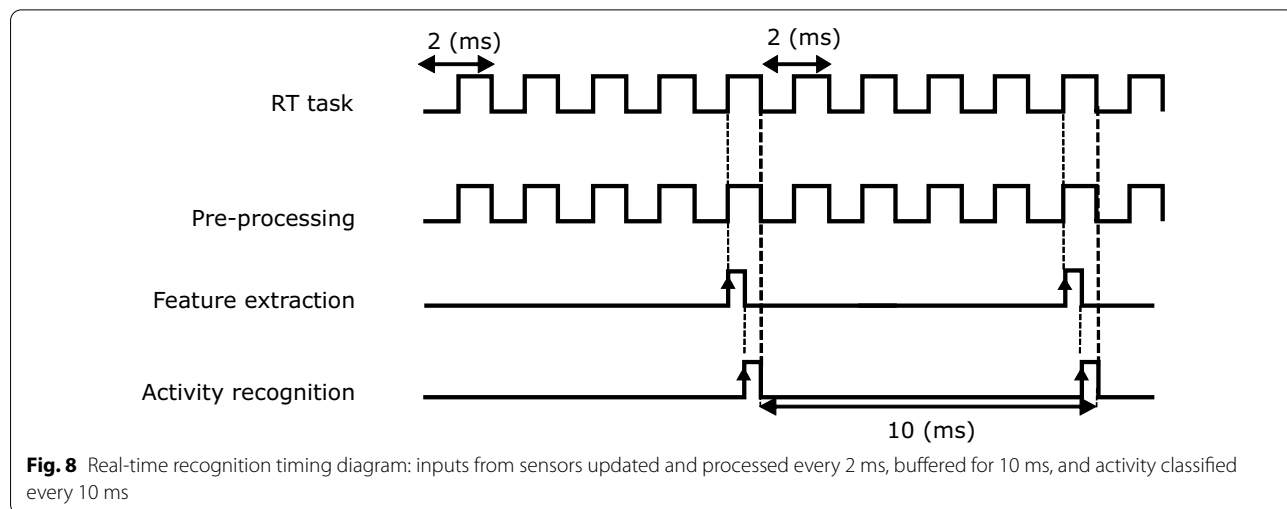 2 (ms)
2 (ms)
RT task
Pre-processing
Feature extraction
Activity recognition
10 (ms)
Fig. 8 Real-time recognition timing diagram: inputs from sensors updated and processed every 2 ms, buffered for 10 ms, and activity classified
every 10 ms